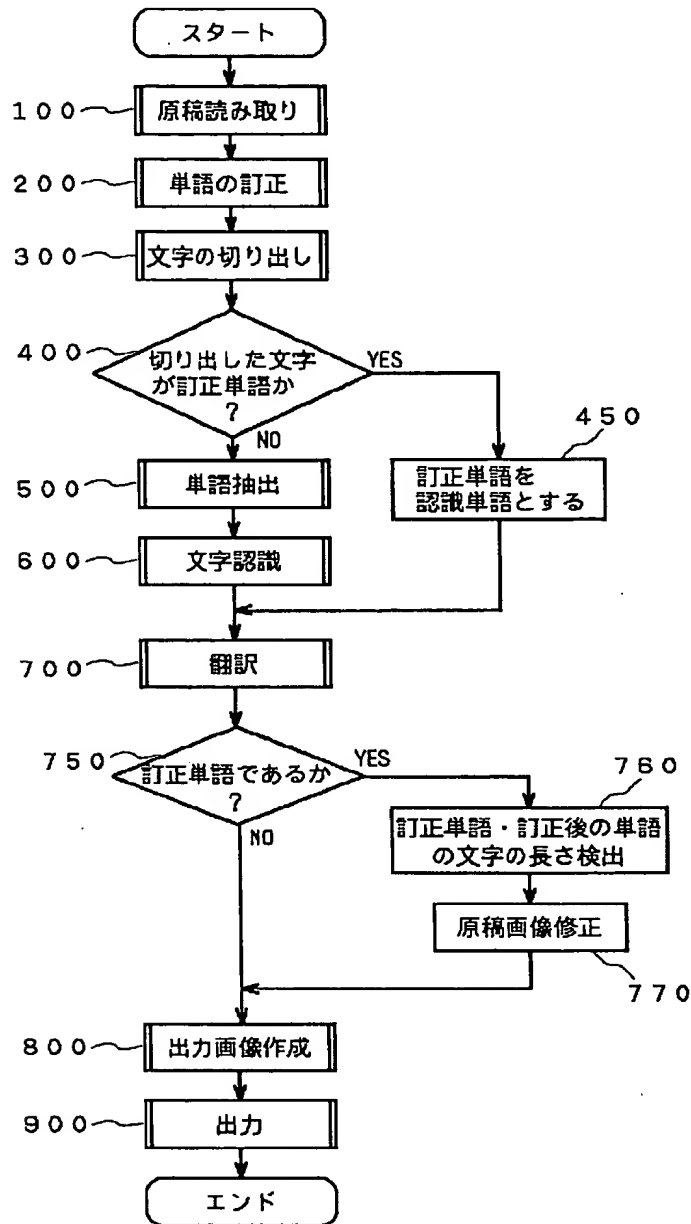 スタート
100
原稿読み取り
200
単語の訂正
300
文字の切り出し
400
切り出した文字
が訂正単語か
?
YES
NO
450
訂正単語を
認識単語とする
500
単語抽出
600
文字認識
700
翻訳
750
訂正単語であるか
?
YES
NO
760
訂正単語・訂正後の単語
の文字の長さ検出
原稿画像修正
770
800
出力画像作成
900
出力
エンド